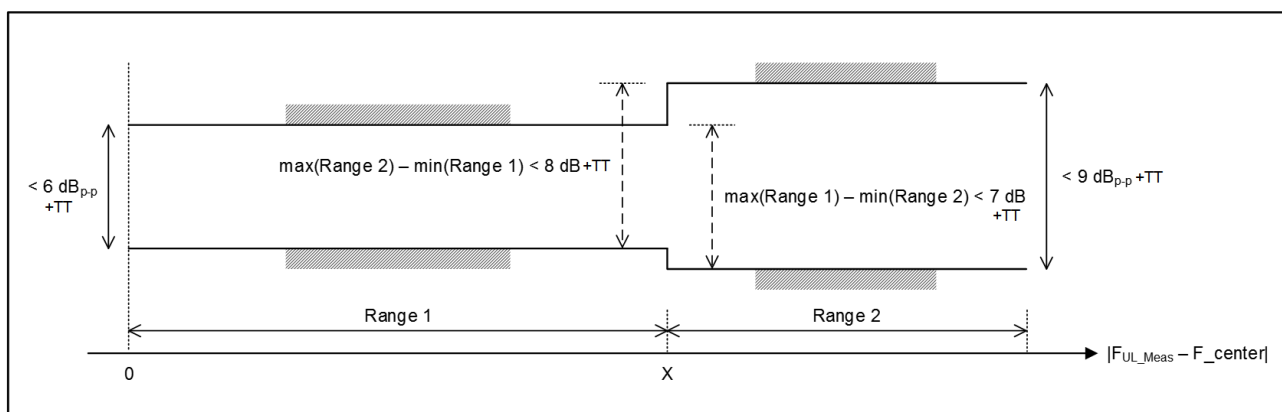 max(Range 2) – min(Range 1) < 8 dB +TT
< 6 dBp-p
+TT
max(Range 1) – min(Range 2) < 7 dB
+TT
< 9 dBp-p +TT
Range 1
Range 2
|FUL_Meas – F_center|
0
X